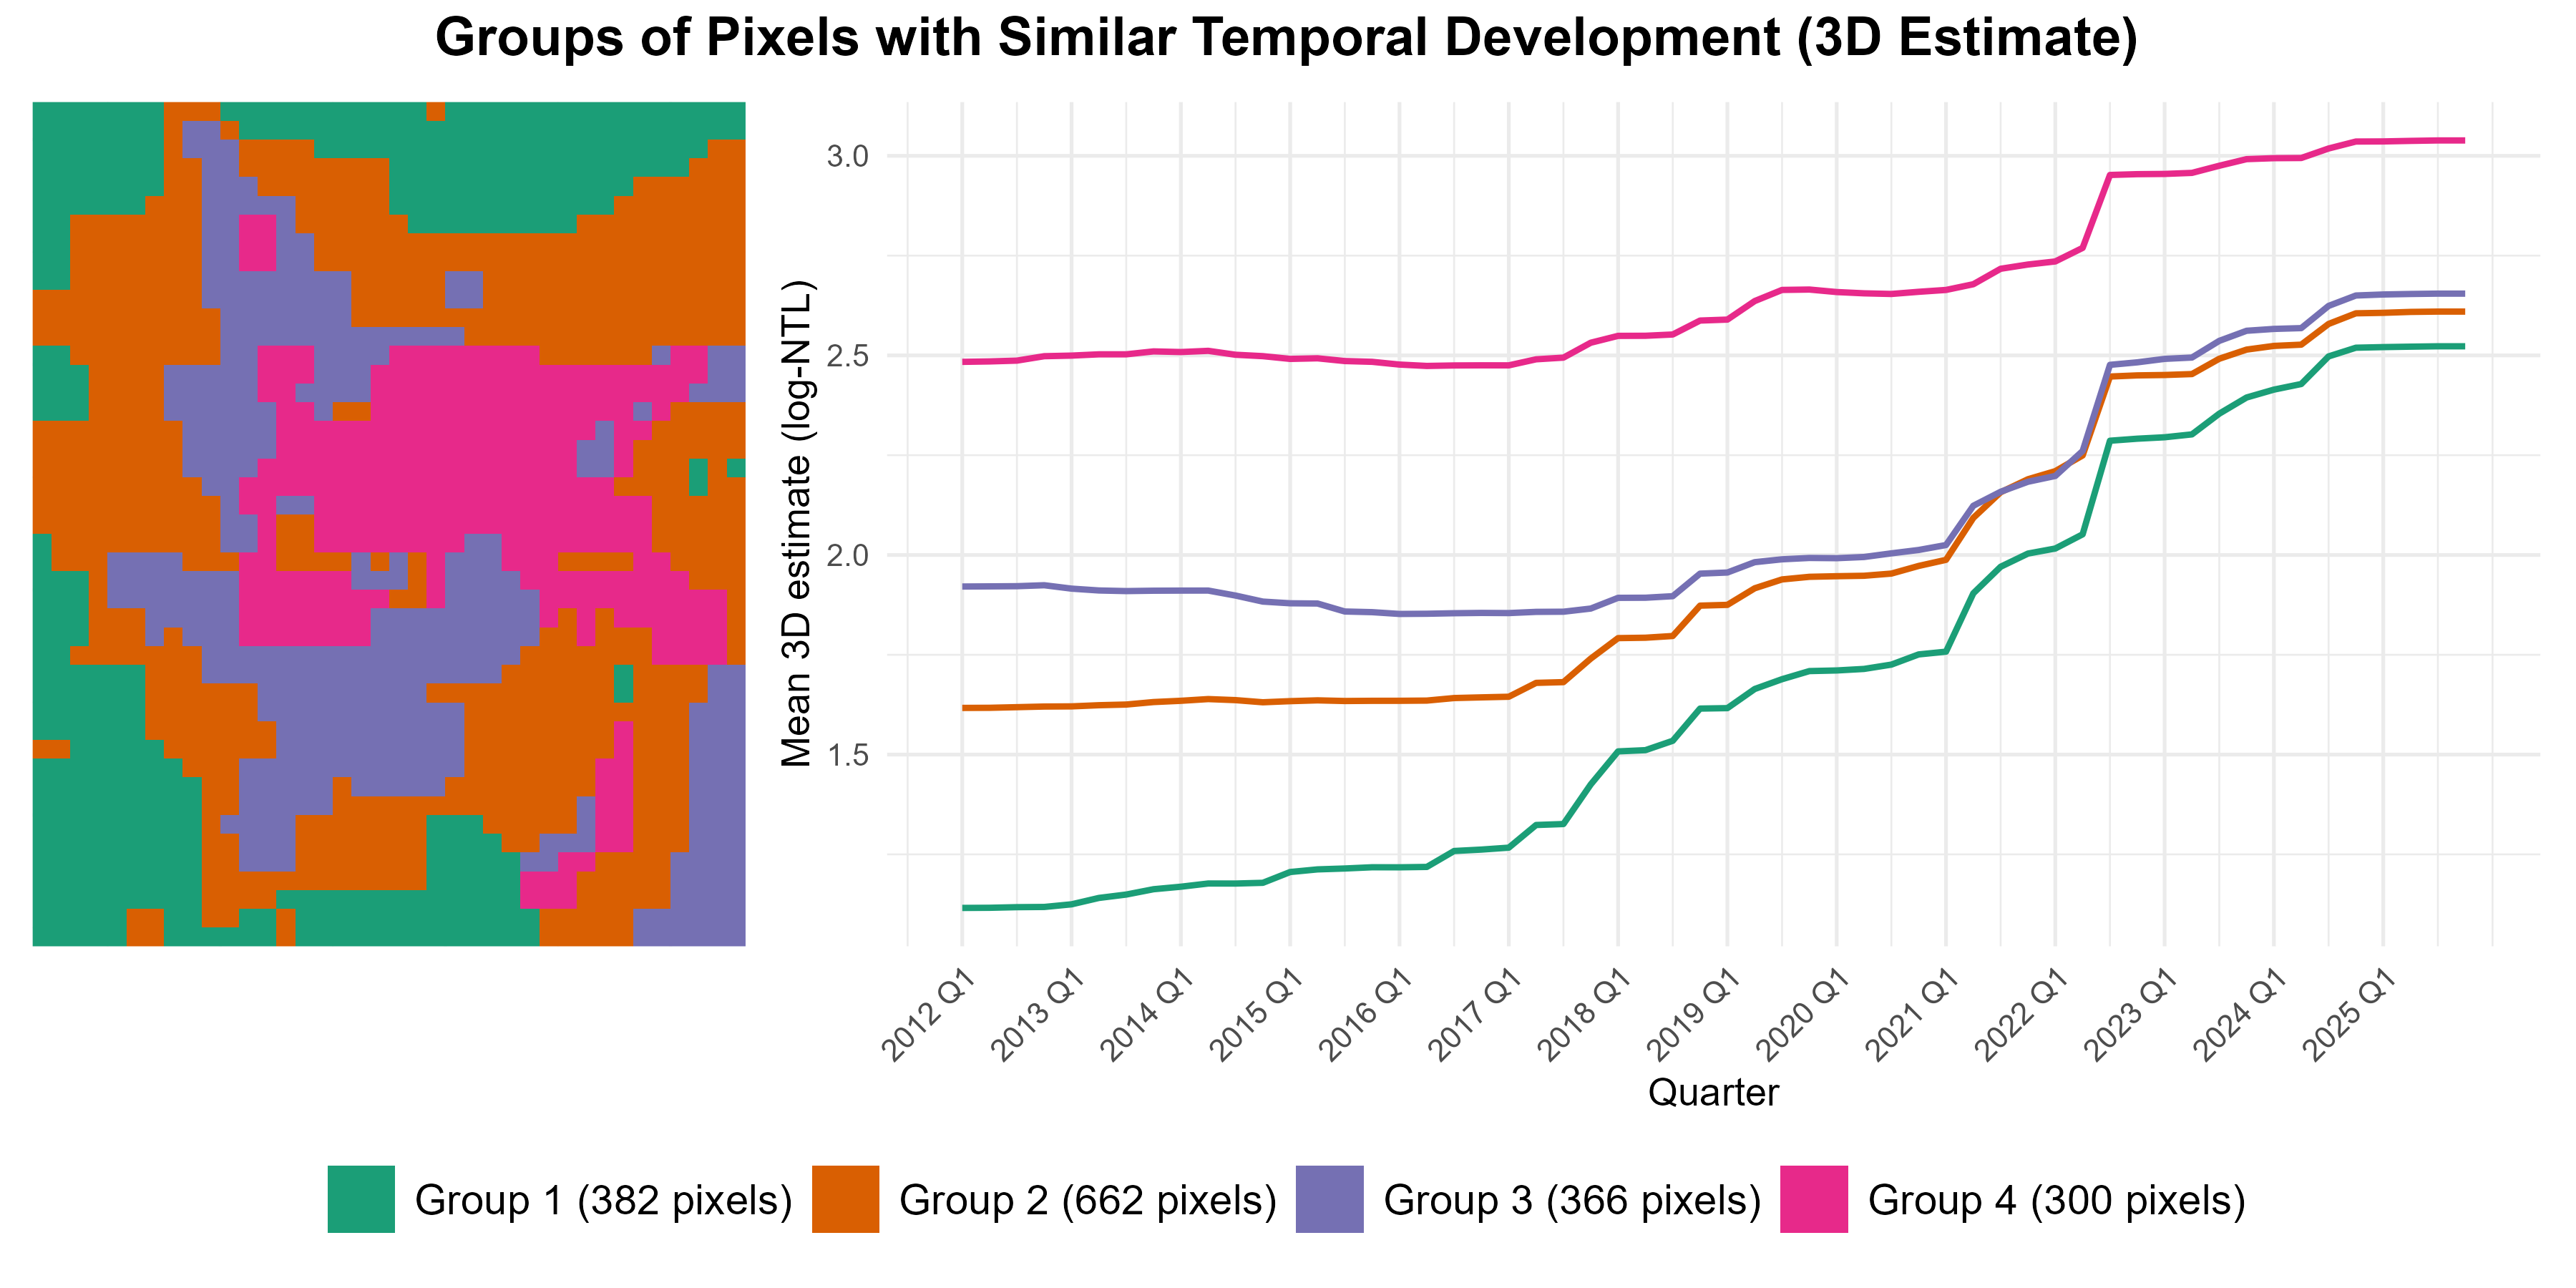 Groups of Pixels with Similar Temporal Development (3D Estimate)
Mean 3D estimate (log-NTL)
3.0
2.5
2.0
1.5
2012 Q1
2013 Q1
2014 Q1
2015 Q1
2016 Q1
2017 Q1
2018 Q1
2019 Q1
2020 Q1
2021 Q1
2022 Q1
2023 Q1
2024 Q1
2025 Q1
Quarter
Group 1 (382 pixels) Group 2 (662 pixels) Group 3 (366 pixels) Group 4 (300 pixels)